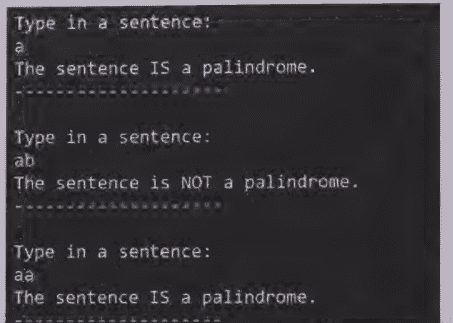 Type in a sentence:
a
The sentence IS a palindrome.
--------------------
Type in a sentence:
ab
The sentence is NOT a palindrome.
--------------------
Type in a sentence:
aa
The sentence IS a palindrome.
--------------------